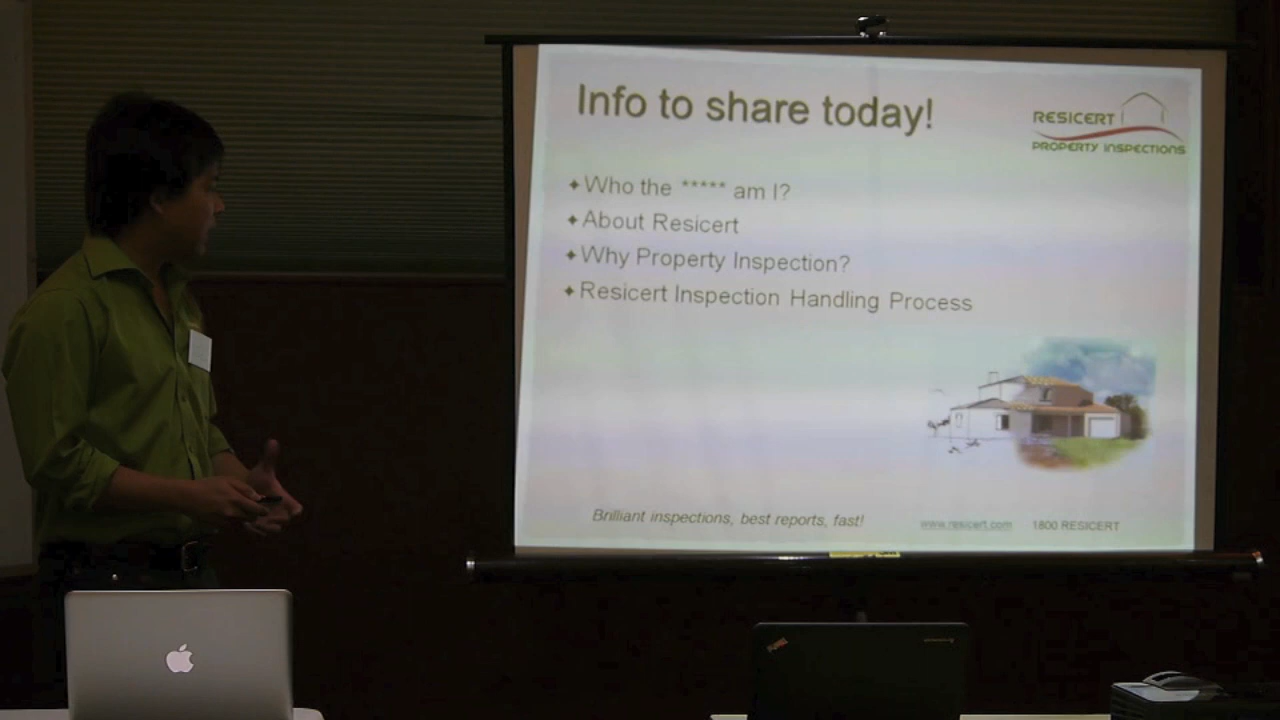 Info to share today!
RESICERT
PROPERTY INSPECTIONS
Who the ***** am I?
About Resicert
Why Property Inspection?
Resicert Inspection Handling Process
Brilliant inspections, best reports, fast!
www.resicert.com 1800 RESICERT